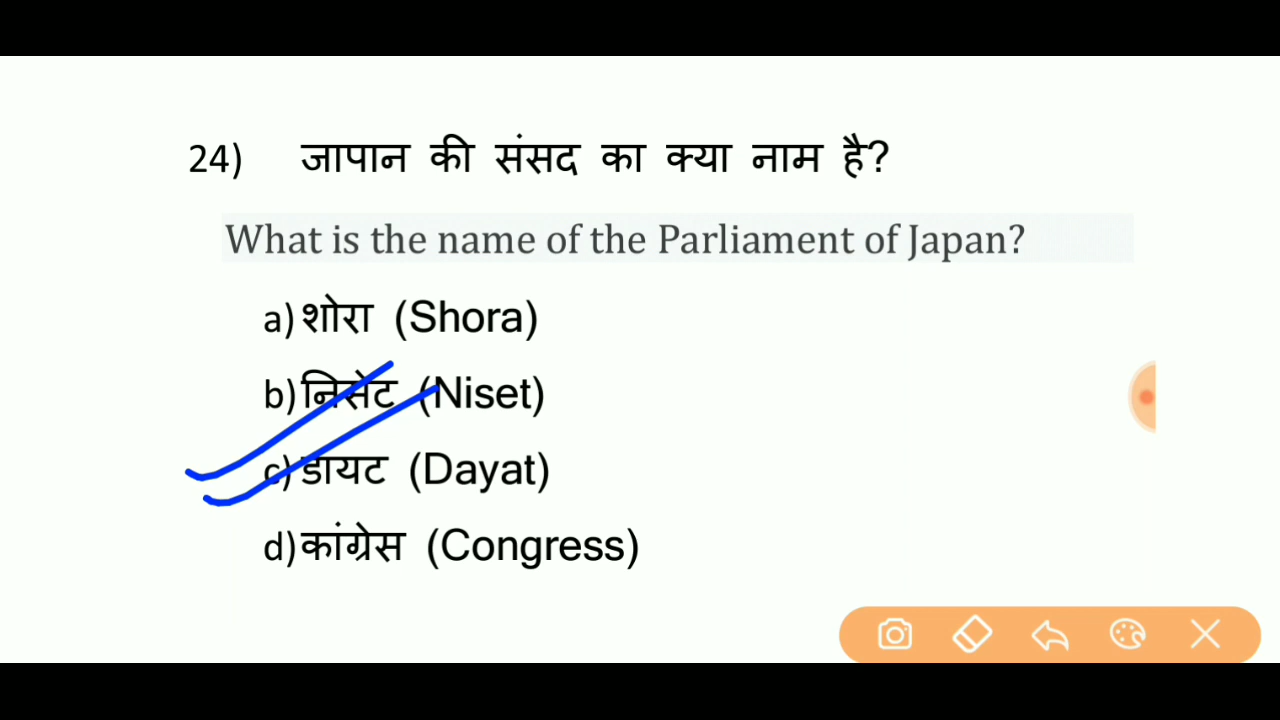 24) जापान की संसद का क्या नाम है?
What is the name of the Parliament of Japan?
a) शोरा (Shora)
b) निसेट (Niset)
c) डायट (Dayat)
d) कांग्रेस (Congress)